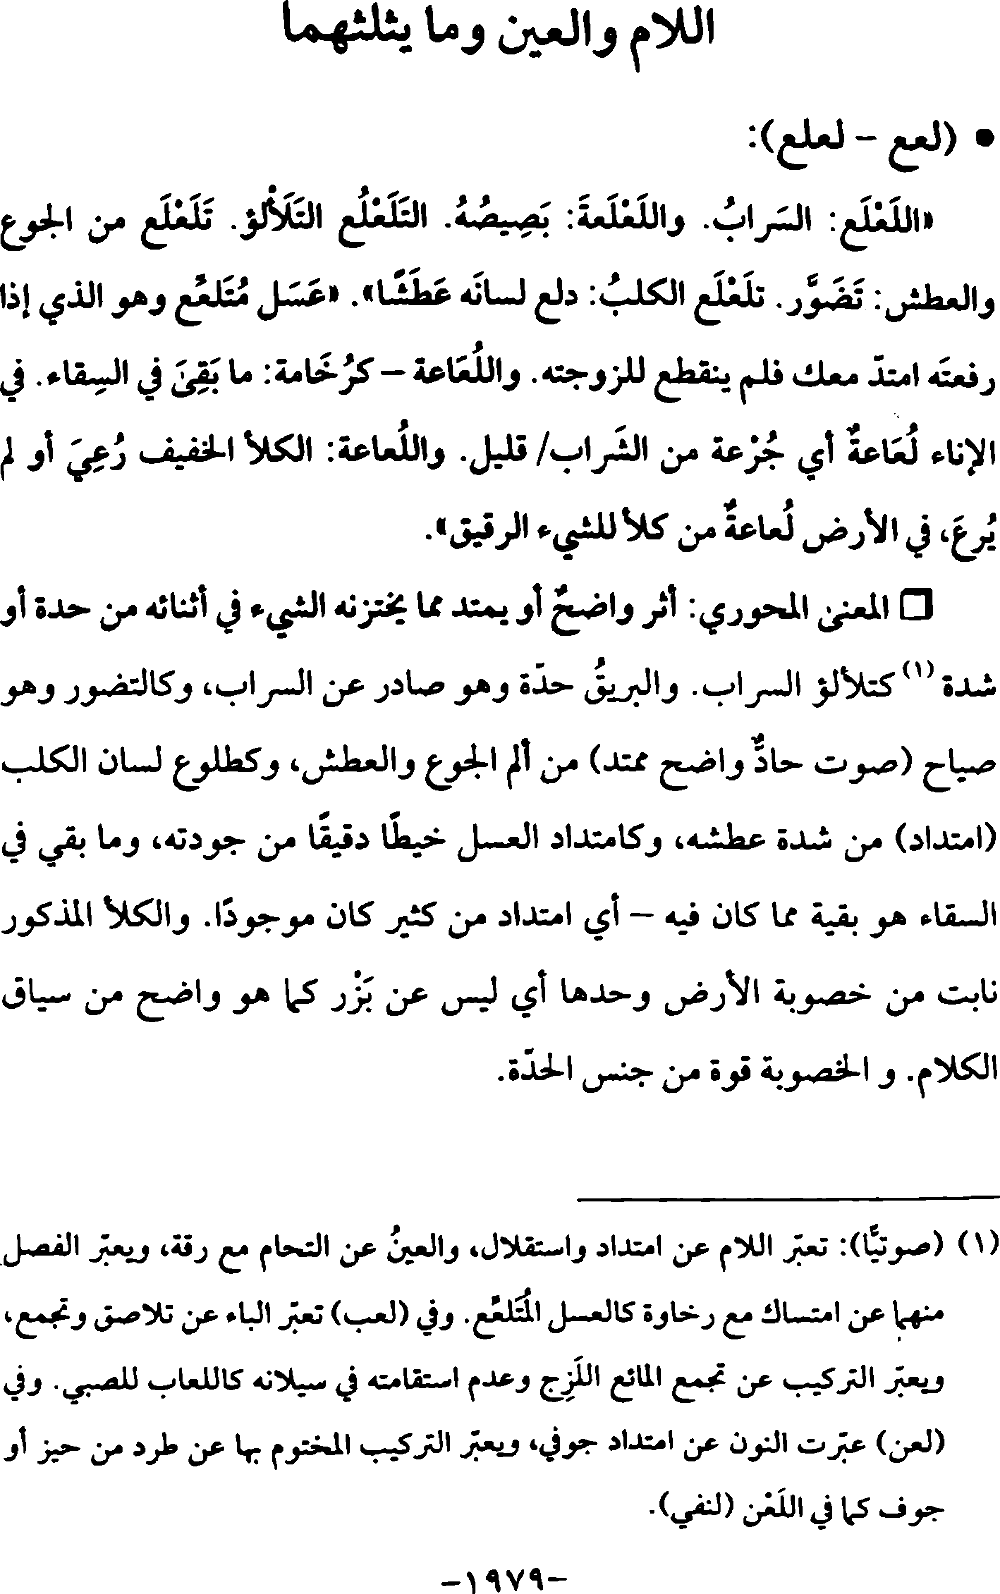 اللام والعين وما يثلثهما
• (لعع – لعلع):
«اللَعْلَع: السَرابُ. واللَعْلَعةَ: بَصِيصُهُ. التَلَعْلُع التَلَأْلؤ. تَلَعْلَع من الجوع
والعطش: تَضَوَّر. تلَعْلَع الكلبُ: دلع لسانَه عَطَشًا». «عَسَل مُتَلعِّع وهو الذي إذا
رفعتَه امتدّ معك فلم ينقطع للزوجته. واللُعَاعة – كرُخَامة: ما بَقِىَ في السِقاء. في
الإناء لُعَاعةٌ أي جُرْعة من الشَراب/ قليل. واللُعاعة: الكلأ الخفيف رُعِيَ أو لم
يُرعَ، في الأرض لُعاعةٌ من كلأ للشيء الرقيق».
□ المعنى المحوري: أثر واضحٌ أو يمتد مما يختزنه الشيء في أثنائه من حدة أو
شدة (١) كتلألؤ السراب. والبريقُ حدّة وهو صادر عن السراب، وكالتضور وهو
صياح (صوت حادٌّ واضح ممتد) من ألم الجوع والعطش، وكطلوع لسان الكلب
(امتداد) من شدة عطشه، وكامتداد العسل خيطًا دقيقًا من جودته، وما بقي في
السقاء هو بقية مما كان فيه – أي امتداد من كثير كان موجودًا. والكلأ المذكور
نابت من خصوبة الأرض وحدها أي ليس عن بَزْر كما هو واضح من سياق
الكلام. و الخصوبة قوة من جنس الحدّة.
(١) (صوتيًّا): تعبّر اللام عن امتداد واستقلال، والعينُ عن التحام مع رقة، ويعبّر الفصل
منهما عن امتساك مع رخاوة كالعسل المُتَلعِّع. وفي (لعب) تعبّر الباء عن تلاصق وتجمع،
ويعبّر التركيب عن تجمع المائع اللَزِج وعدم استقامته في سيلانه كاللعاب للصبي. وفي
(لعن) عبّرت النون عن امتداد جوفي، ويعبّر التركيب المختوم بها عن طرد من حيز أو
جوف كما في اللَعْن (لنفي).
–١٩٧٩–